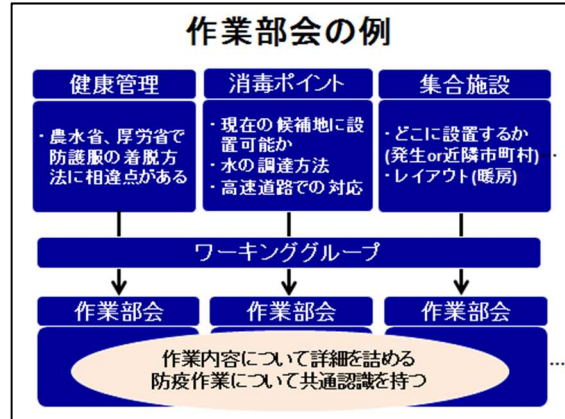 作業部会の例
健康管理
・農水省、厚労省で
防護服の着脱方
法に相違点がある
消毒ポイント
・現在の候補地に設
置可能か
・水の調達方法
・高速道路での対応
集合施設
・どこに設置するか
(発生or近隣市町村)
・レイアウト(暖房)
…
ワーキンググループ
作業部会
作業部会
作業部会
作業内容について詳細を詰める
防疫作業について共通認識を持つ
…